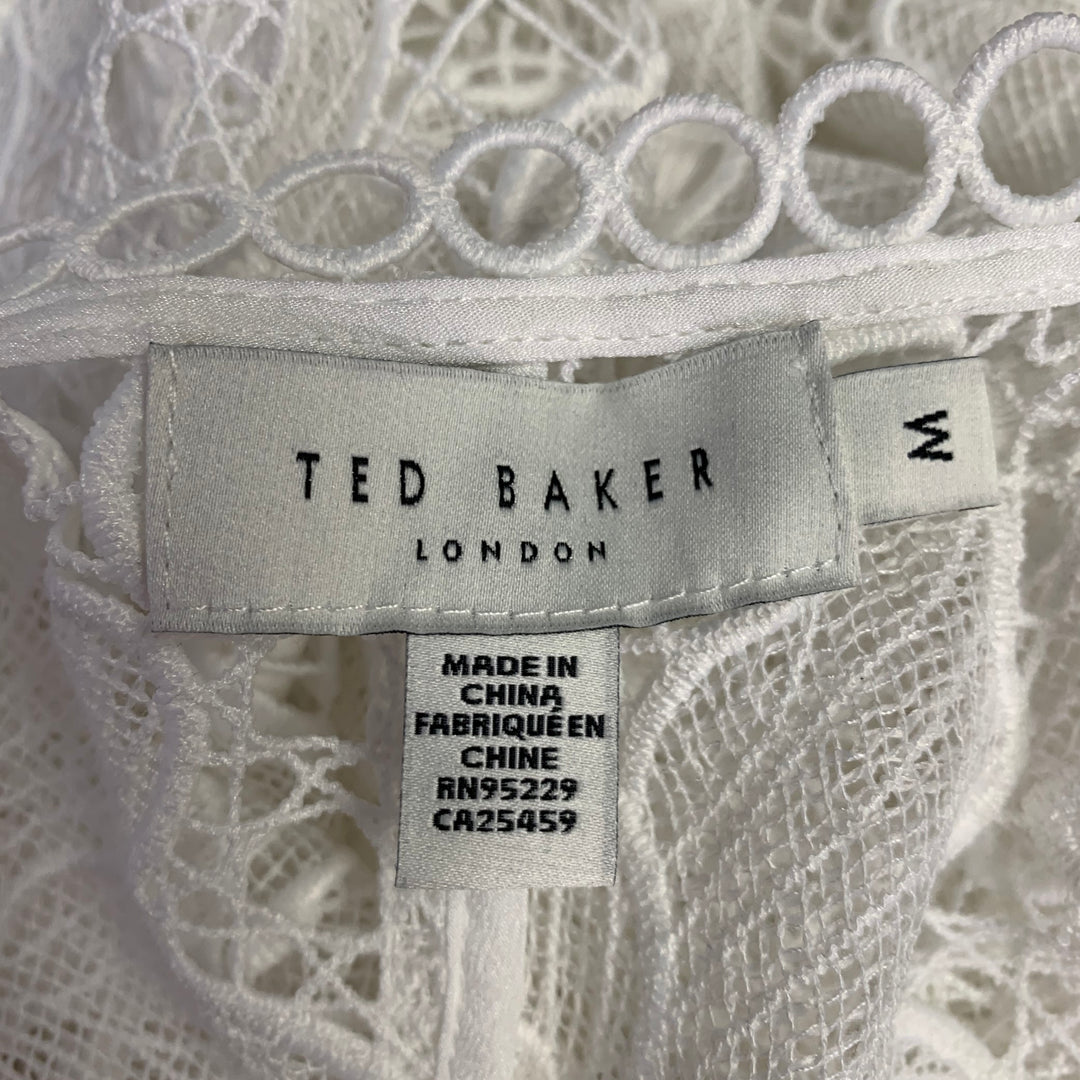 TED BAKER
LONDON
M
MADE IN
CHINA
FABRIQUÉ EN
CHINE
RN95229
CA25459